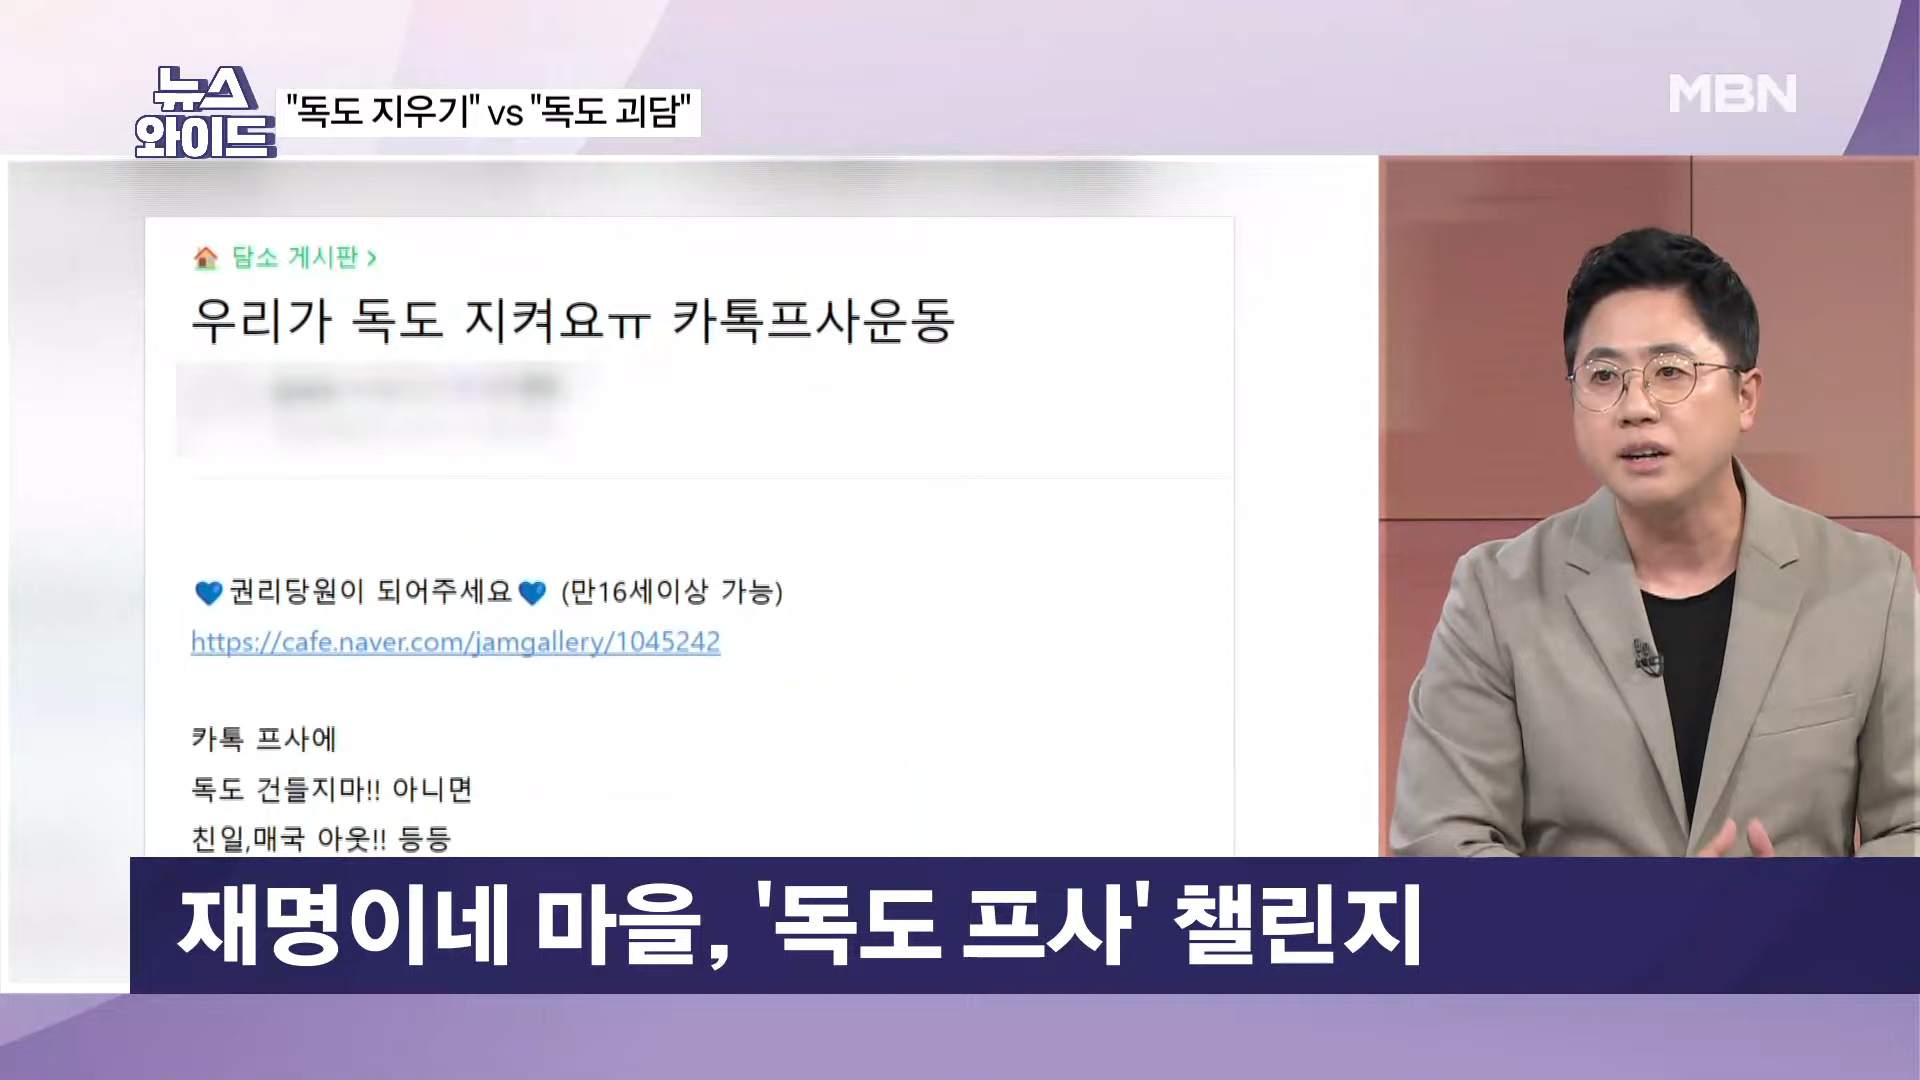 뉴스
와이드
"독도 지우기" vs "독도 괴담"
MBN
담소 게시판 >
우리가 독도 지켜요ㅠ 카톡프사운동
💙권리당원이 되어주세요💙 (만16세이상 가능)
https://cafe.naver.com/jamgallery/1045242
카톡 프사에
독도 건들지마!! 아니면
친일,매국 아웃!! 등등
재명이네 마을, '독도 프사' 챌린지